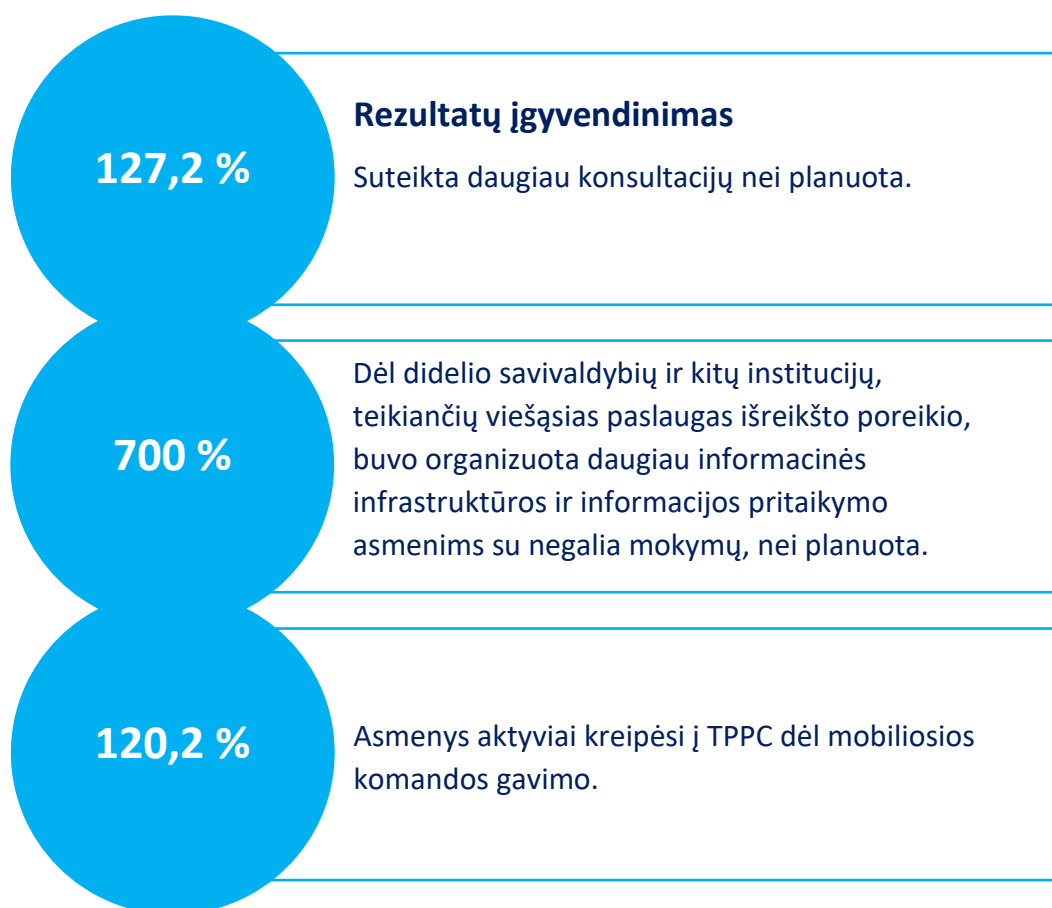 127,2 %
Rezultatų įgyvendinimas
Suteikta daugiau konsultacijų nei planuota.
700 %
Dėl didelio savivaldybių ir kitų institucijų,
teikiančių viešąsias paslaugas išreikšto poreikio,
buvo organizuota daugiau informacinės
infrastruktūros ir informacijos pritaikymo
asmenims su negalia mokymų, nei planuota.
120,2 %
Asmenys aktyviai kreipėsi į TPPC dėl mobiliosios
komandos gavimo.